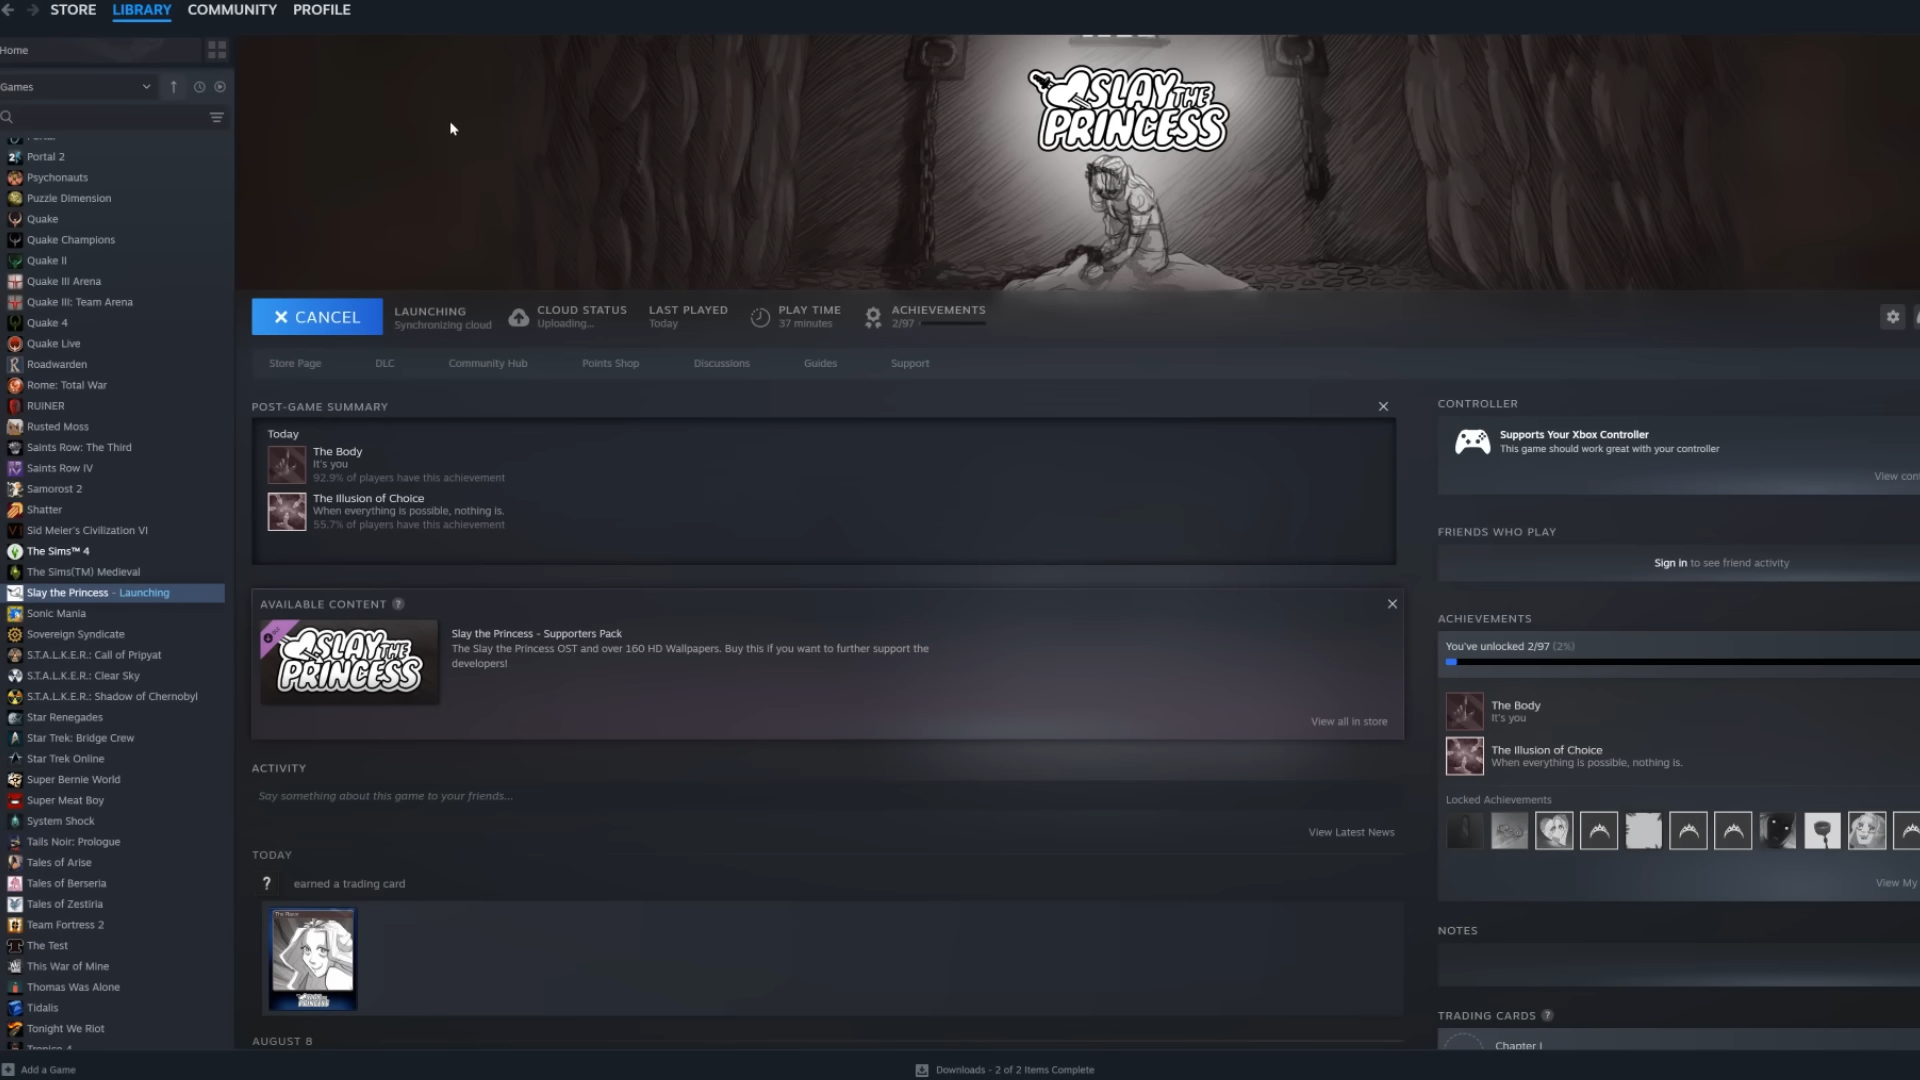 STORE LIBRARY COMMUNITY PROFILE
Home
Games
Portal 2
Psychonauts
Puzzle Dimension
Quake
Quake Champions
Quake II
Quake III Arena
Quake III: Team Arena
Quake 4
Quake Live
Roadwarden
Rome: Total War
RUINER
Rusted Moss
Saints Row: The Third
Saints Row IV
Samorost 2
Shatter
Sid Meier's Civilization VI
The Sims™ 4
The Sims(TM) Medieval
Slay the Princess - Launching
Sonic Mania
Sovereign Syndicate
S.T.A.L.K.E.R.: Call of Pripyat
S.T.A.L.K.E.R.: Clear Sky
S.T.A.L.K.E.R.: Shadow of Chernobyl
Star Renegades
Star Trek: Bridge Crew
Star Trek Online
Super Bernie World
Super Meat Boy
System Shock
Tails Noir: Prologue
Tales of Arise
Tales of Berseria
Tales of Zestiria
Team Fortress 2
The Test
This War of Mine
Thomas Was Alone
Tidalis
Tonight We Riot
Add a Game
SLAY THE
PRINCESS
CANCEL
LAUNCHING
Synchronizing cloud
CLOUD STATUS
Uploading...
LAST PLAYED
Today
PLAY TIME
37 minutes
ACHIEVEMENTS
2/97
Store Page DLC Community Hub Points Shop Discussions Guides Support
POST-GAME SUMMARY
Today
The Body
It's you
92.9% of players have this achievement
The Illusion of Choice
When everything is possible, nothing is.
55.7% of players have this achievement
AVAILABLE CONTENT ?
SLAY THE
PRINCESS
Slay the Princess - Supporters Pack
The Slay the Princess OST and over 160 HD Wallpapers. Buy this if you want to further support the
developers!
View all in store
ACTIVITY
Say something about this game to your friends...
View Latest News
TODAY
? earned a trading card
AUGUST 8
CONTROLLER
Supports Your Xbox Controller
This game should work great with your controller
View
FRIENDS WHO PLAY
Sign in to see friend activity
ACHIEVEMENTS
You've unlocked 2/97 (2%)
The Body
It's you
The Illusion of Choice
When everything is possible, nothing is.
Locked Achievements
View My
NOTES
TRADING CARDS ?
Chapter I
Downloads - 2 of 2 Items Complete